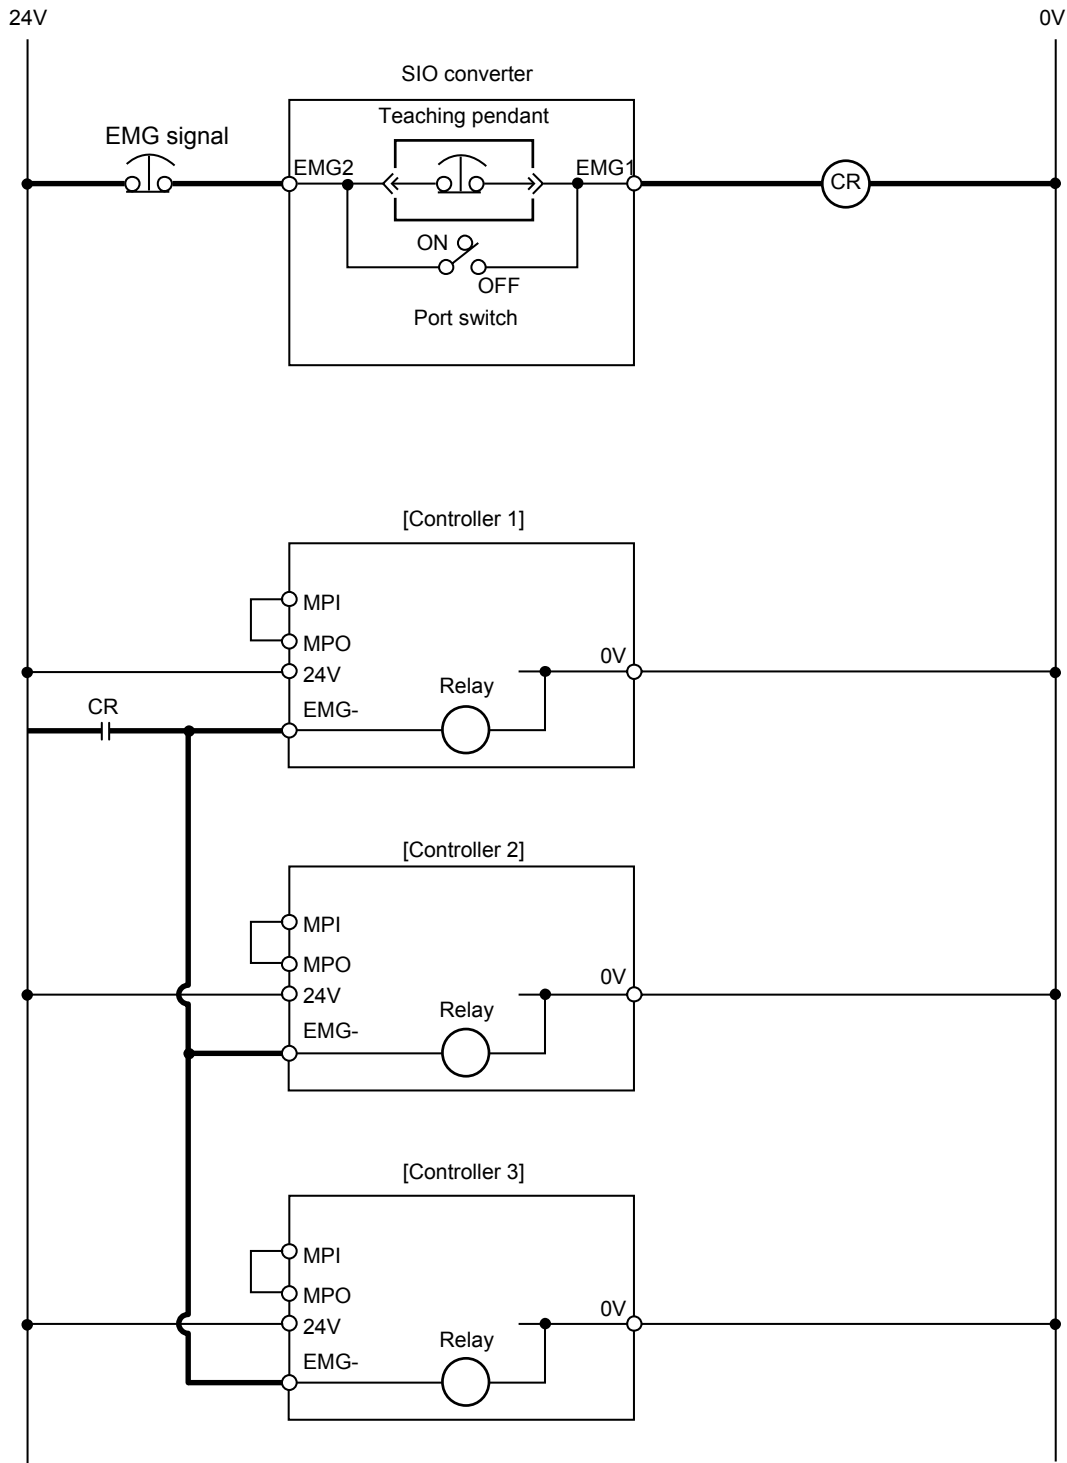 24V
0V
SIO converter
Teaching pendant
EMG signal
EMG2
EMG1
CR
ON
OFF
Port switch
[Controller 1]
MPI
MPO
24V
0V
Relay
EMG-
CR
[Controller 2]
MPI
MPO
24V
0V
Relay
EMG-
[Controller 3]
MPI
MPO
24V
0V
Relay
EMG-